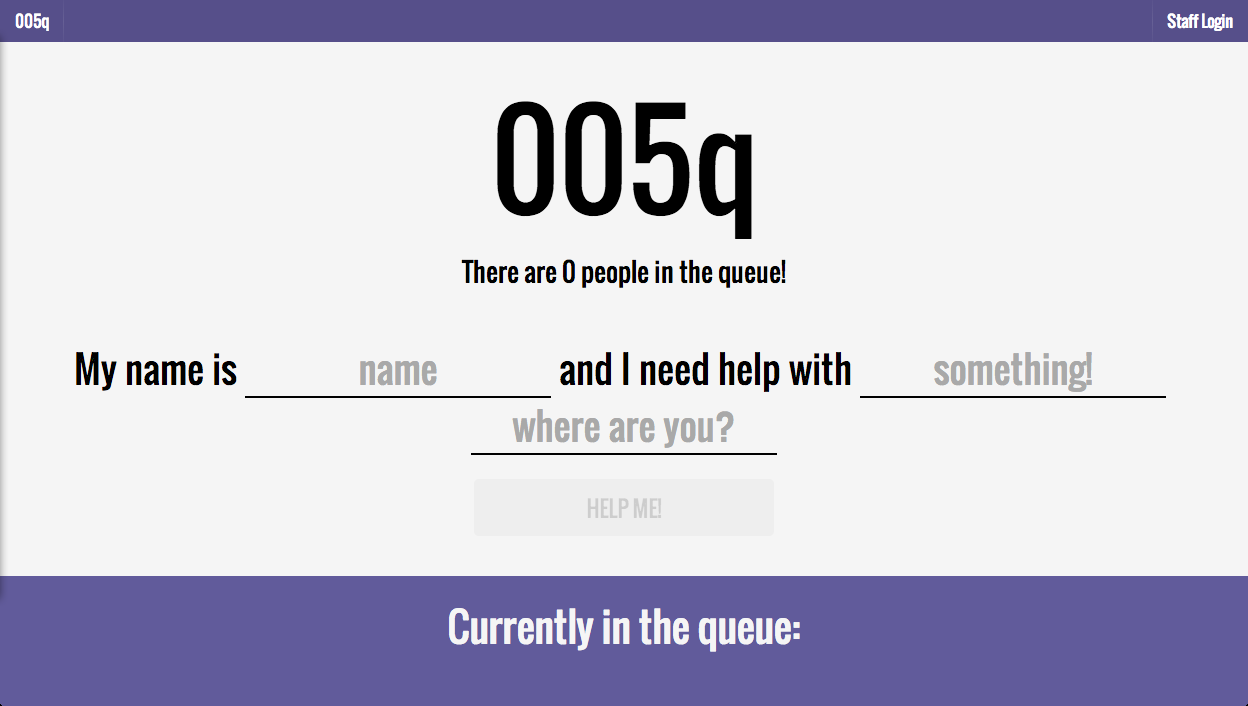 005q Staff Login
005q
There are 0 people in the queue!
My name is name and I need help with something!
where are you?
HELP ME!
Currently in the queue: